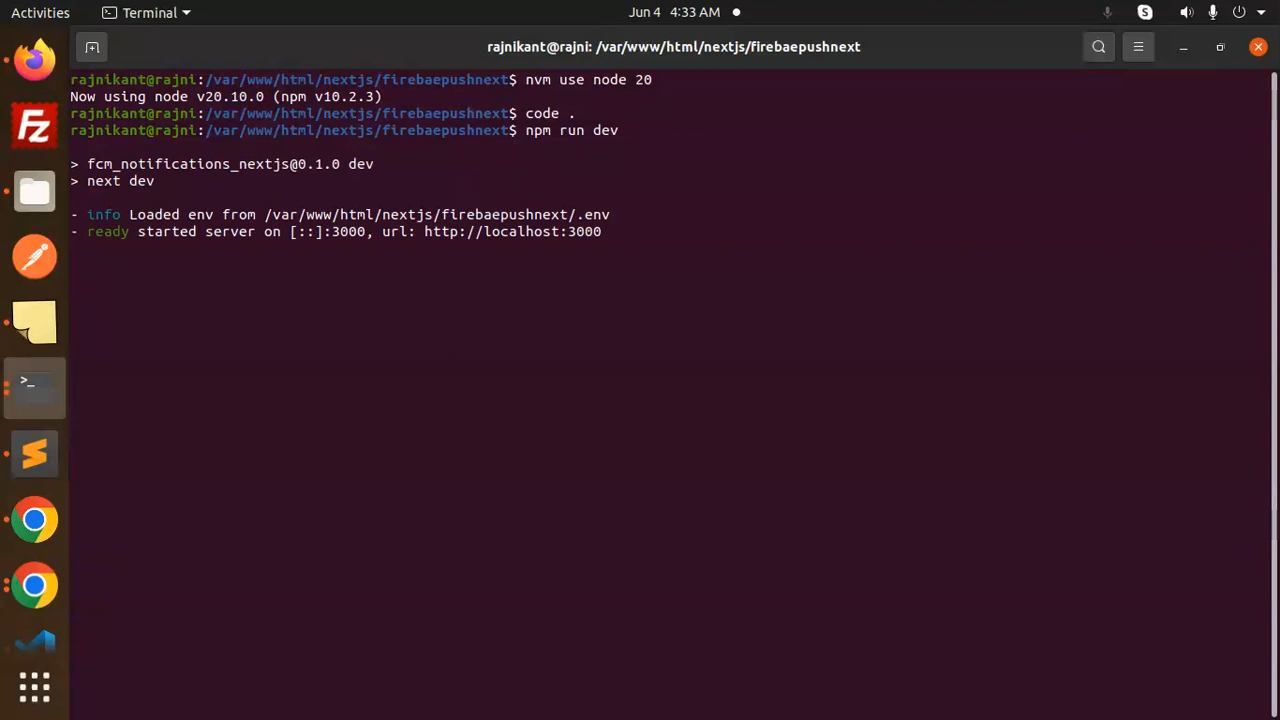 Activities Terminal Jun 4 4:33 AM
rajnikant@rajni: /var/www/html/nextjs/firebaepushnext
rajnikant@rajni:/var/www/html/nextjs/firebaepushnext$ nvm use node 20
Now using node v20.10.0 (npm v10.2.3)
rajnikant@rajni:/var/www/html/nextjs/firebaepushnext$ code .
rajnikant@rajni:/var/www/html/nextjs/firebaepushnext$ npm run dev
> fcm_notifications_nextjs@0.1.0 dev
> next dev
- info Loaded env from /var/www/html/nextjs/firebaepushnext/.env
- ready started server on [::]:3000, url: http://localhost:3000